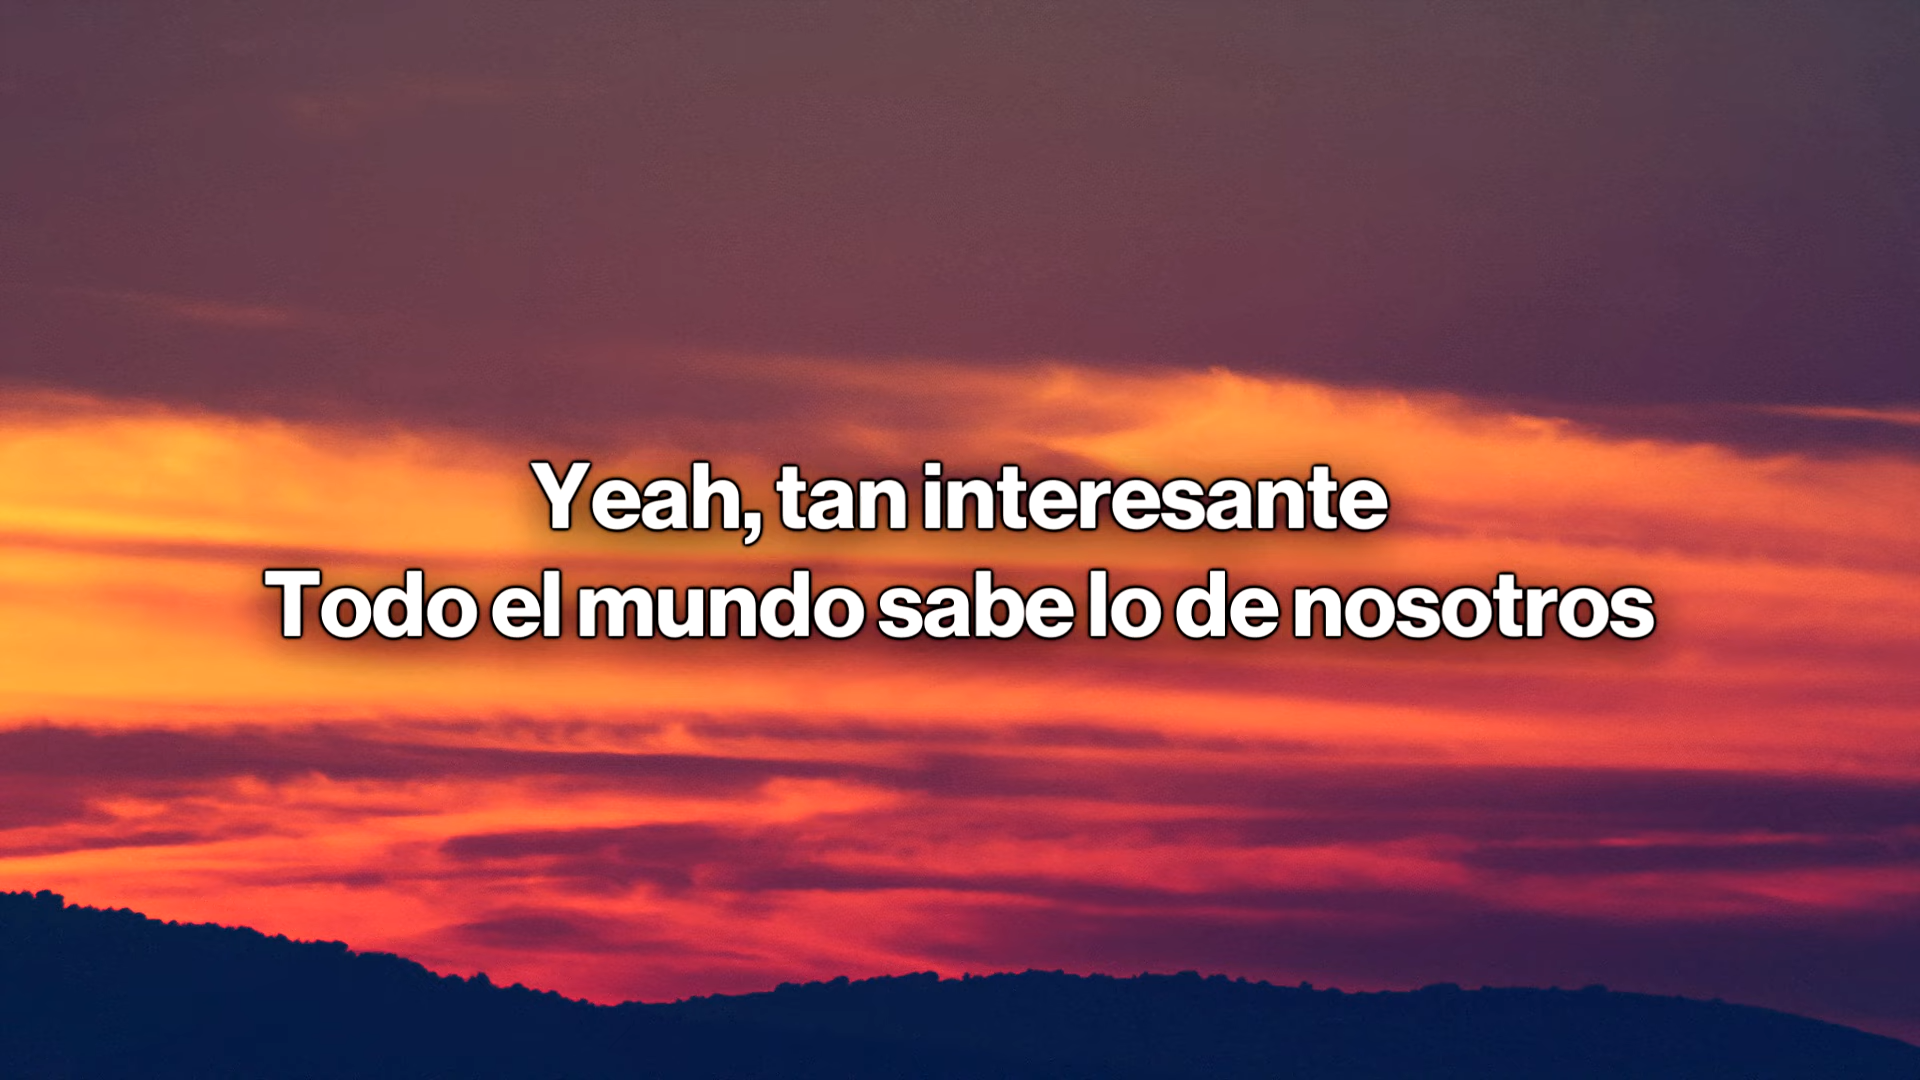 Yeah, tan interesante
Todo el mundo sabe lo de nosotros